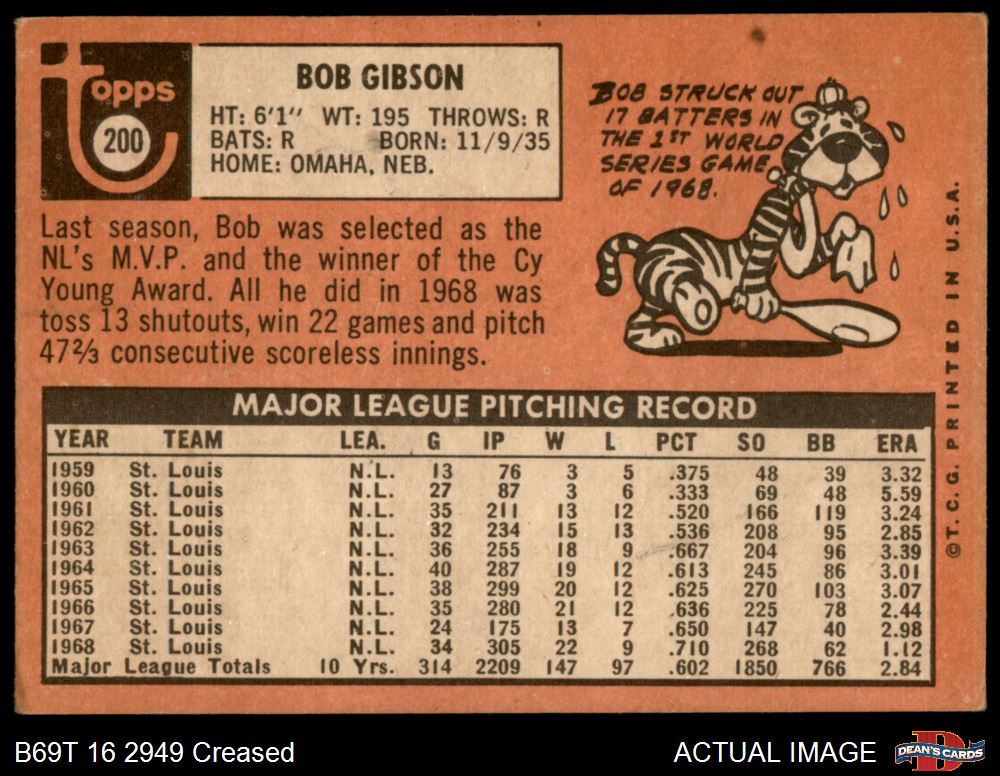 Topps
200
BOB GIBSON
HT: 6'1" WT: 195 THROWS: R
BATS: R BORN: 11/9/35
HOME: OMAHA, NEB.
BOB STRUCK OUT
17 BATTERS IN
THE 1ST WORLD
SERIES GAME
OF 1968.
Last season, Bob was selected as the
NL's M.V.P. and the winner of the Cy
Young Award. All he did in 1968 was
toss 13 shutouts, win 22 games and pitch
47⅔ consecutive scoreless innings.
MAJOR LEAGUE PITCHING RECORD
YEAR TEAM LEA. G IP W L PCT SO BB ERA
1959 St. Louis N.L. 13 76 3 5 .375 48 39 3.32
1960 St. Louis N.L. 27 87 3 6 .333 69 48 5.59
1961 St. Louis N.L. 35 211 13 12 .520 166 119 3.24
1962 St. Louis N.L. 32 234 15 13 .536 208 95 2.85
1963 St. Louis N.L. 36 255 18 9 .667 204 96 3.39
1964 St. Louis N.L. 40 287 19 12 .613 245 86 3.01
1965 St. Louis N.L. 38 299 20 12 .625 270 103 3.07
1966 St. Louis N.L. 35 280 21 12 .636 225 78 2.44
1967 St. Louis N.L. 24 175 13 7 .650 147 40 2.98
1968 St. Louis N.L. 34 305 22 9 .710 268 62 1.12
Major League Totals 10 Yrs. 314 2209 147 97 .602 1850 766 2.84
©T.C.G. PRINTED IN U.S.A.
B69T 16 2949 Creased
ACTUAL IMAGE
DEAN'S CARDS